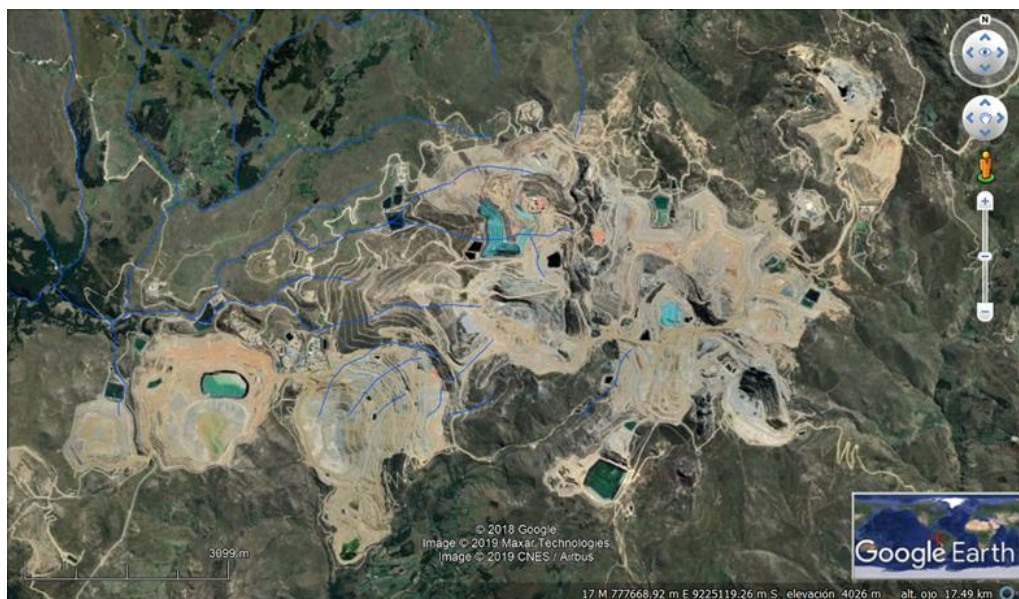 N
3099 m
© 2018 Google
Image © 2019 Maxar Technologies
Image © 2019 CNES / Airbus
Google Earth
17 M 777668.92 m E 9225119.26 m S elevación 4026 m alt. ojo 17.49 km